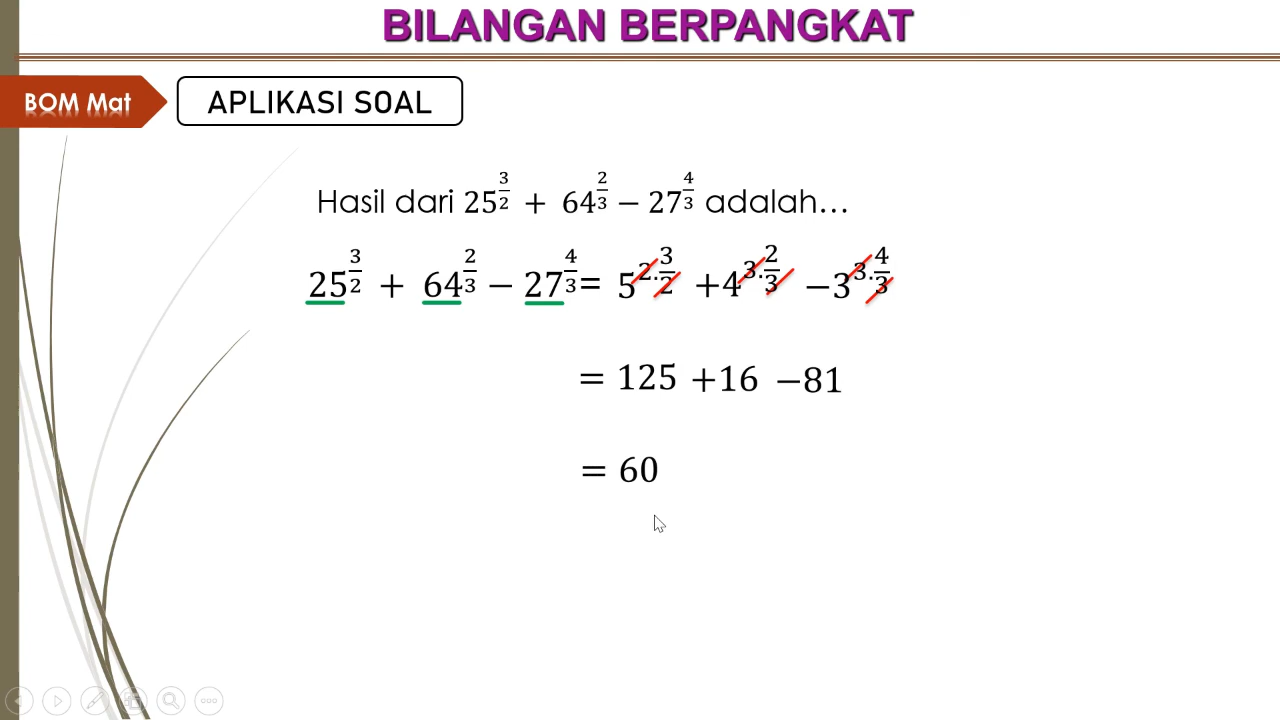 BILANGAN BERPANGKAT
BOM Mat
APLIKASI SOAL
Hasil dari 25^(3/2) + 64^(2/3) − 27^(4/3) adalah...
25^(3/2) + 64^(2/3) − 27^(4/3) = 5^(2·3/2) + 4^(3·2/3) − 3^(3·4/3)
= 125 + 16 − 81
= 60